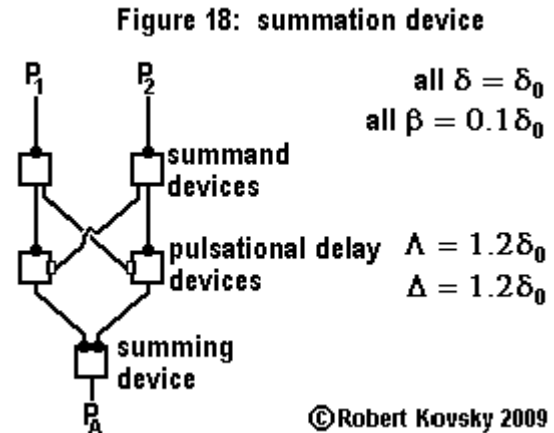 Figure 18: summation device
P1 P2
all δ = δ0
all β = 0.1δ0
summand
devices
pulsational delay
devices
Λ = 1.2δ0
Δ = 1.2δ0
summing
device
PA
©Robert Kovsky 2009